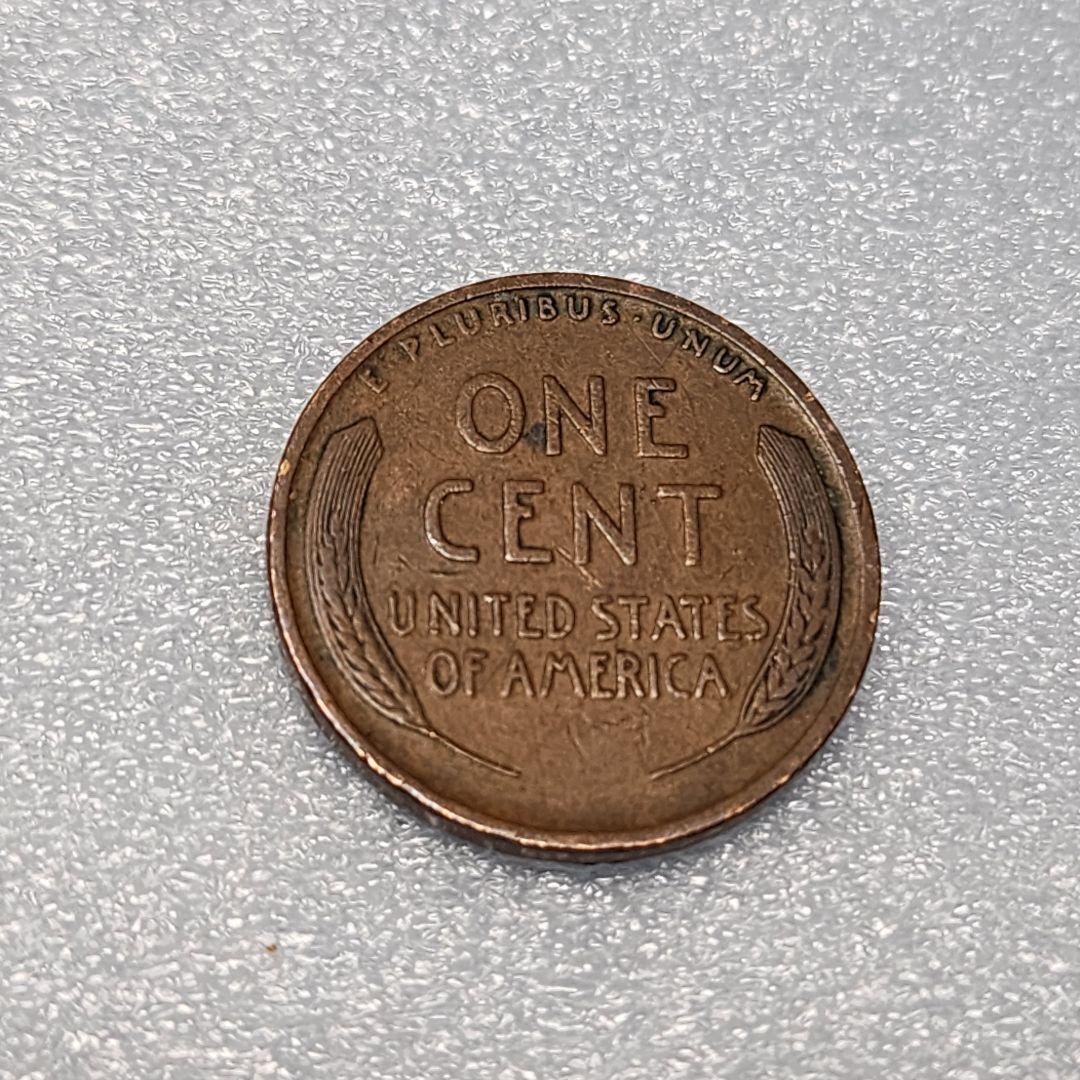 E PLURIBUS · UNUM
ONE
CENT
UNITED STATES
OF AMERICA